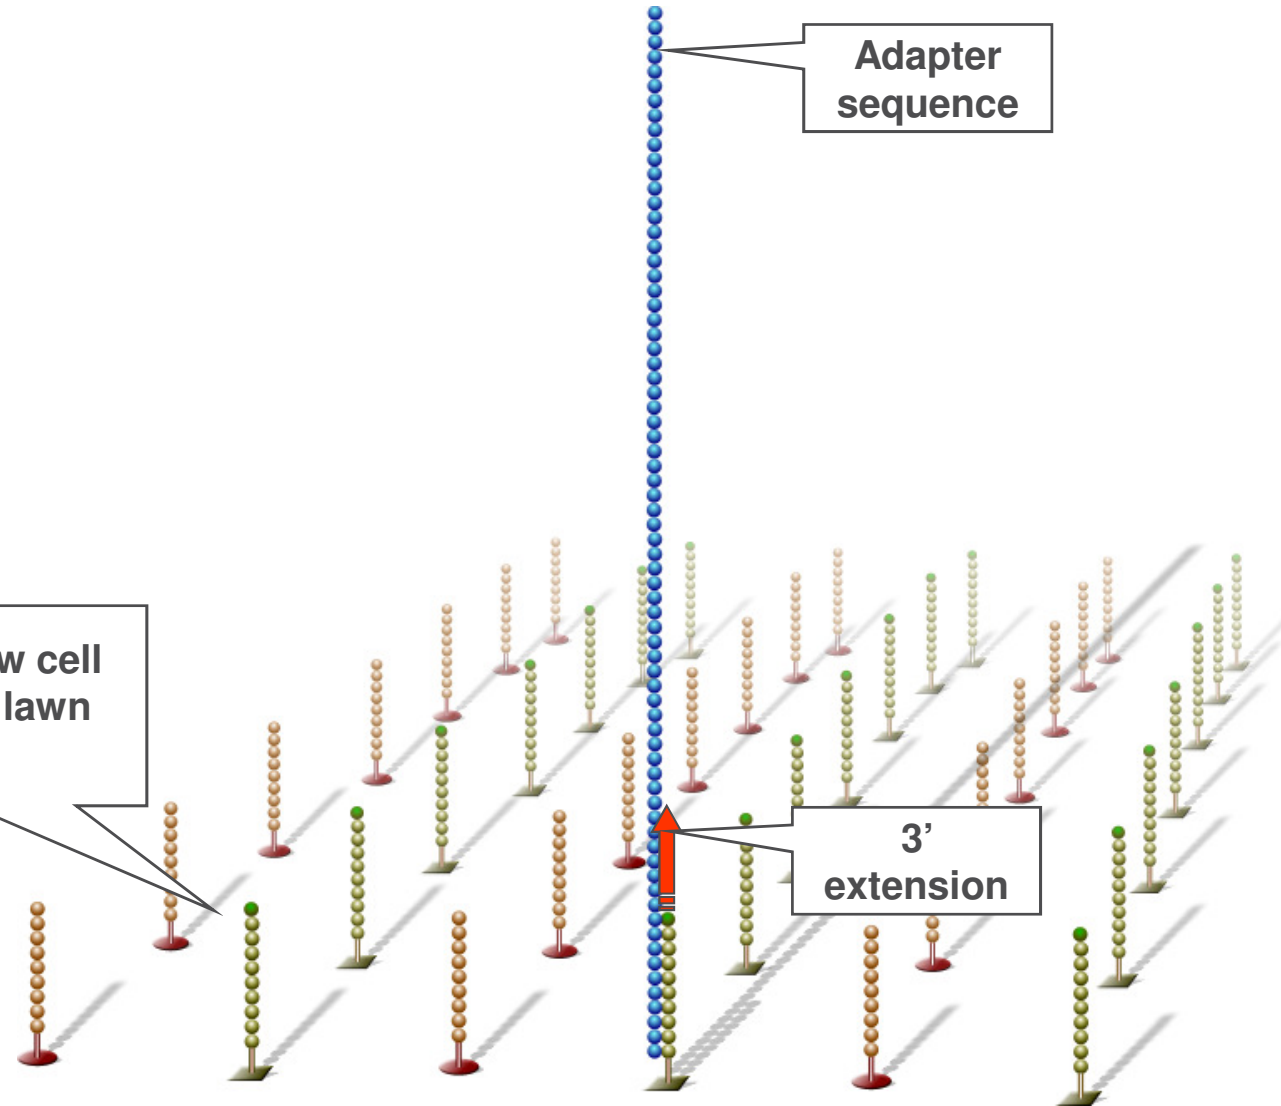 Adapter
sequence
w cell
lawn
3’
extension